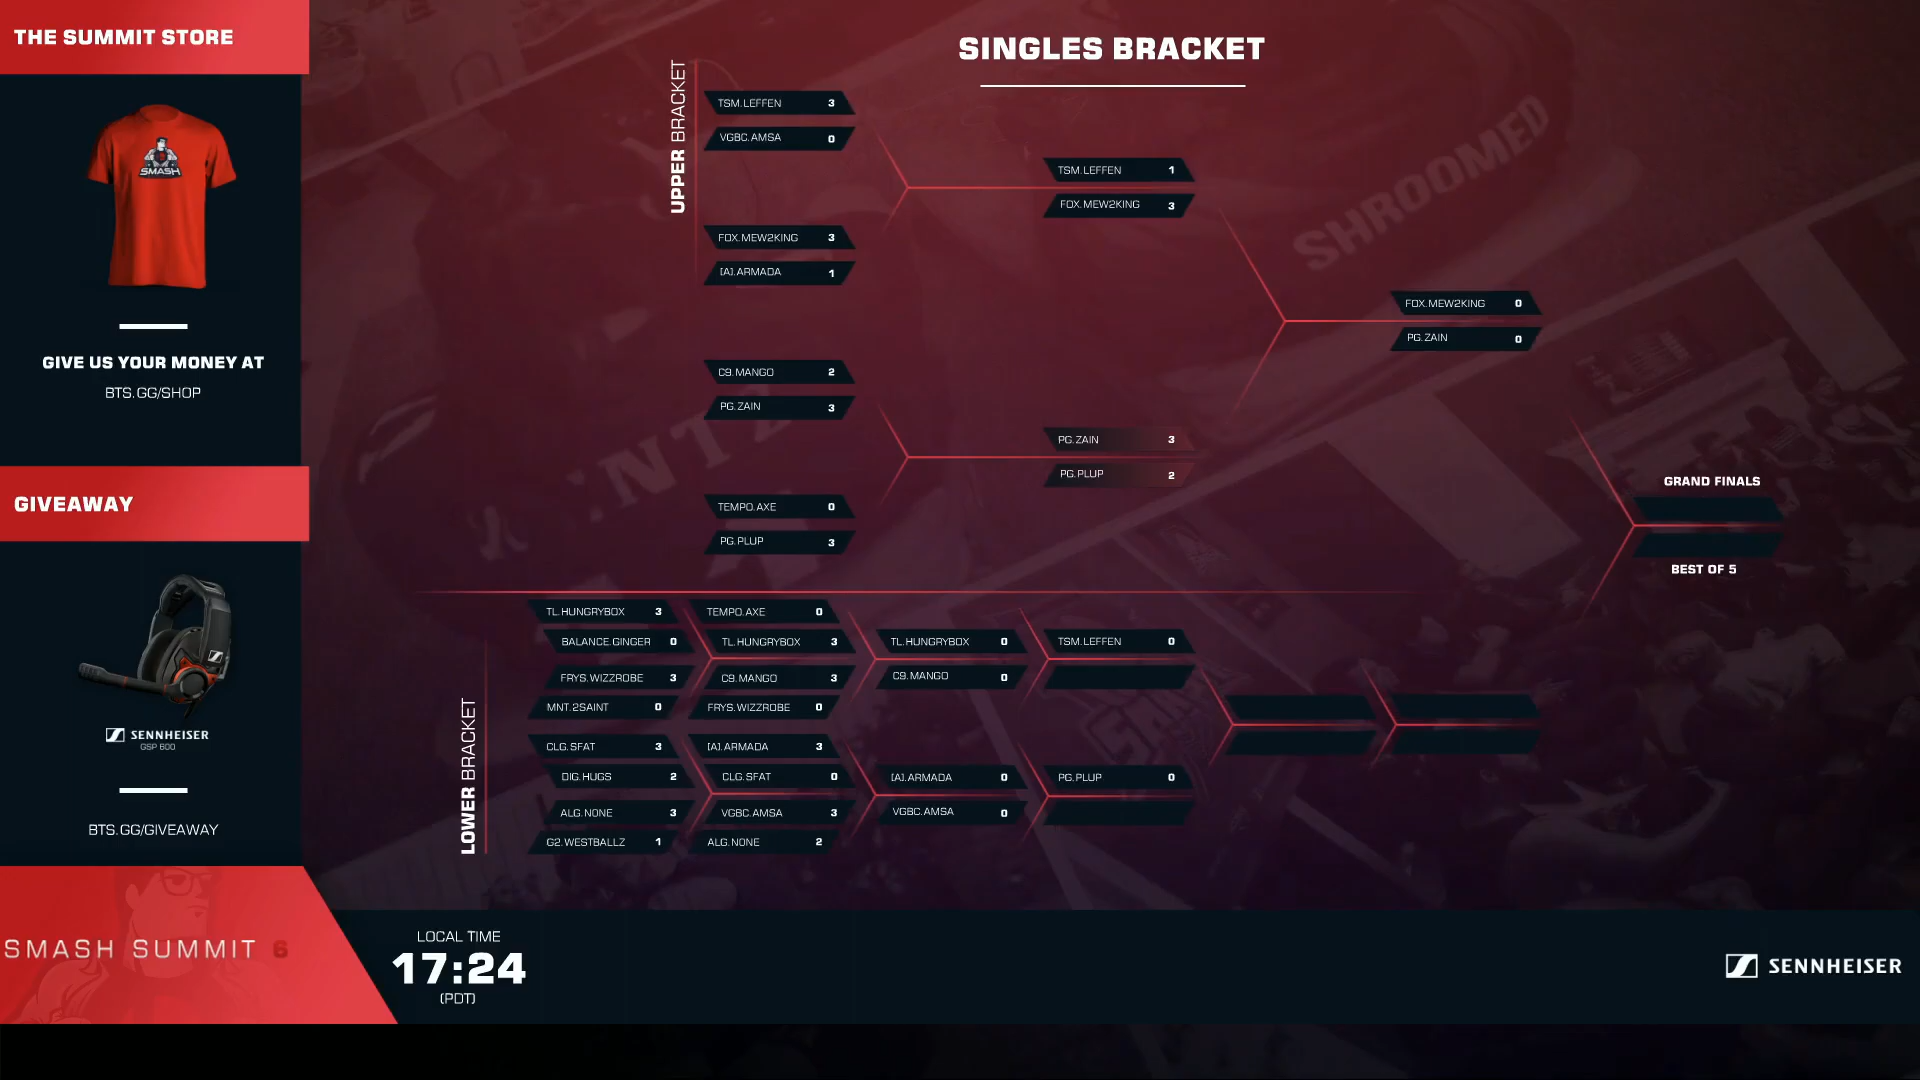 THE SUMMIT STORE
SMASH
GIVE US YOUR MONEY AT
BTS.GG/SHOP
GIVEAWAY
SENNHEISER
GSP 600
BTS.GG/GIVEAWAY
SMASH SUMMIT 6
SINGLES BRACKET
UPPER BRACKET
TSM.LEFFEN 3
VGBC.AMSA 0
FOX.MEW2KING 3
[A].ARMADA 1
C9.MANGO 2
PG.ZAIN 3
TEMPO.AXE 0
PG.PLUP 3
TSM.LEFFEN 1
FOX.MEW2KING 3
PG.ZAIN 3
PG.PLUP 2
FOX.MEW2KING 0
PG.ZAIN 0
GRAND FINALS
BEST OF 5
LOWER BRACKET
TL.HUNGRYBOX 3
BALANCE.GINGER 0
FRYS.WIZZROBE 3
MNT.2SAINT 0
CLG.SFAT 3
DIG.HUGS 2
ALG.NONE 3
G2.WESTBALLZ 1
TEMPO.AXE 0
TL.HUNGRYBOX 3
C9.MANGO 3
FRYS.WIZZROBE 0
[A].ARMADA 3
CLG.SFAT 0
VGBC.AMSA 3
ALG.NONE 2
TL.HUNGRYBOX 0
C9.MANGO 0
[A].ARMADA 0
VGBC.AMSA 0
TSM.LEFFEN 0
PG.PLUP 0
SHROOMED
LOCAL TIME
17:24
(PDT)
SENNHEISER